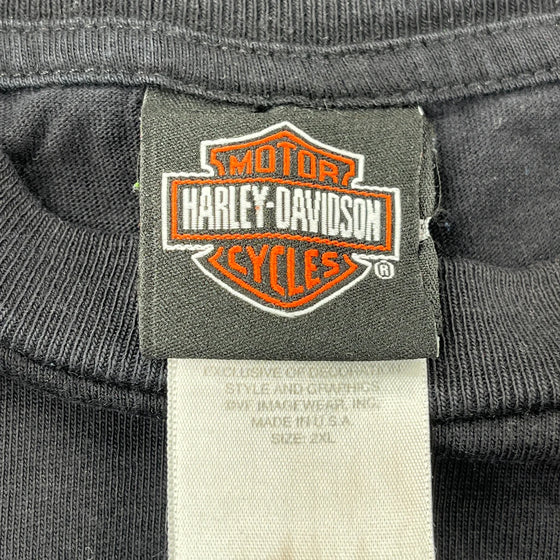 MOTOR
HARLEY-DAVIDSON
CYCLES ®
EXCLUSIVE OF DECORATION
STYLE AND GRAPHICS
©VF IMAGEWEAR, INC.
MADE IN U.S.A.
SIZE: 2XL